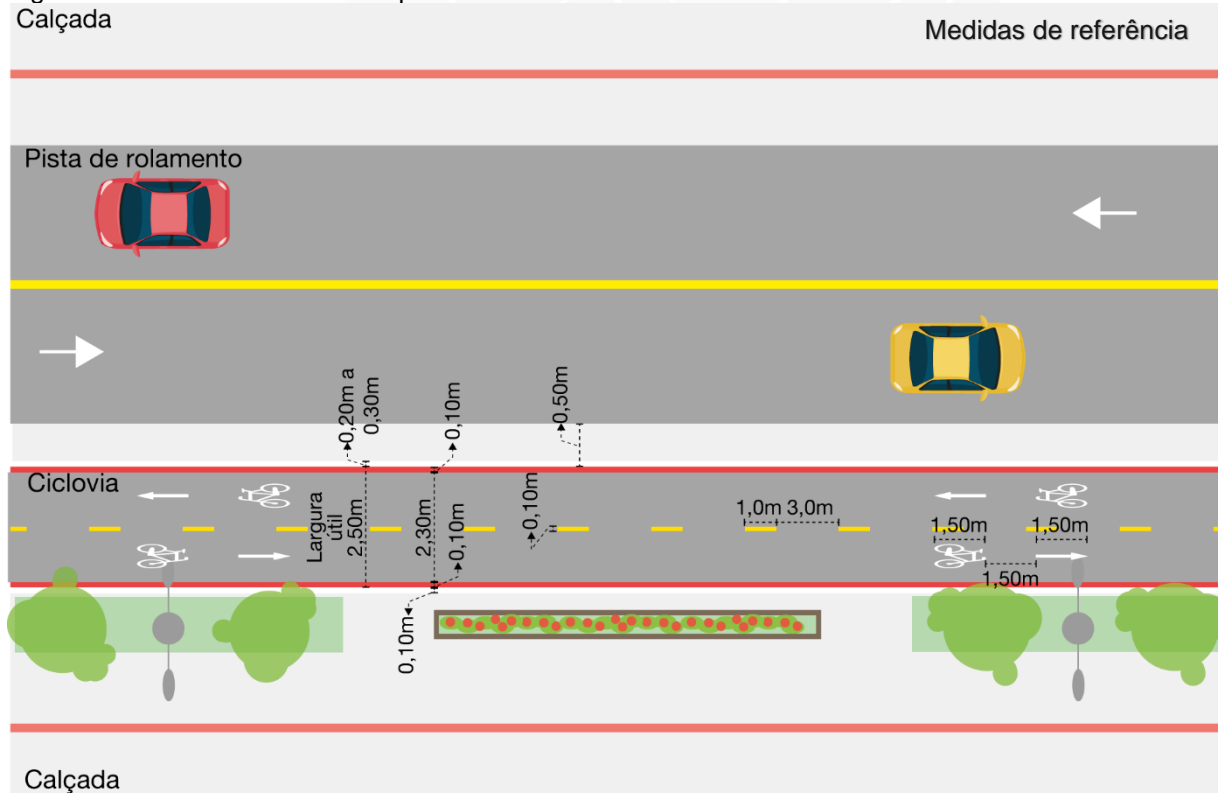 Calçada
Medidas de referência
Pista de rolamento
0,20m a
0,30m
0,10m
0,50m
Ciclovia
Largura
útil
2,50m
2,30m
0,10m
0,10m
1,0m
3,0m
1,50m
1,50m
1,50m
0,10m
Calçada